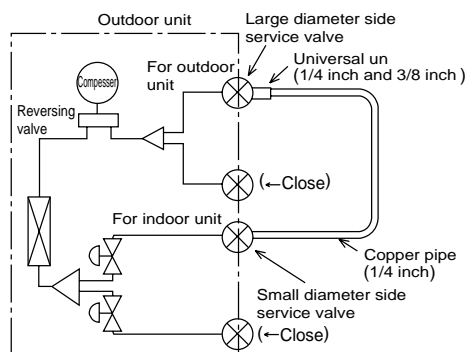 Outdoor unit
Large diameter side
service valve
Universal un
(1/4 inch and 3/8 inch )
For outdoor
unit
Compesser
Reversing
valve
(←Close)
For indoor unit
Copper pipe
(1/4 inch)
Small diameter side
service valve
(←Close)